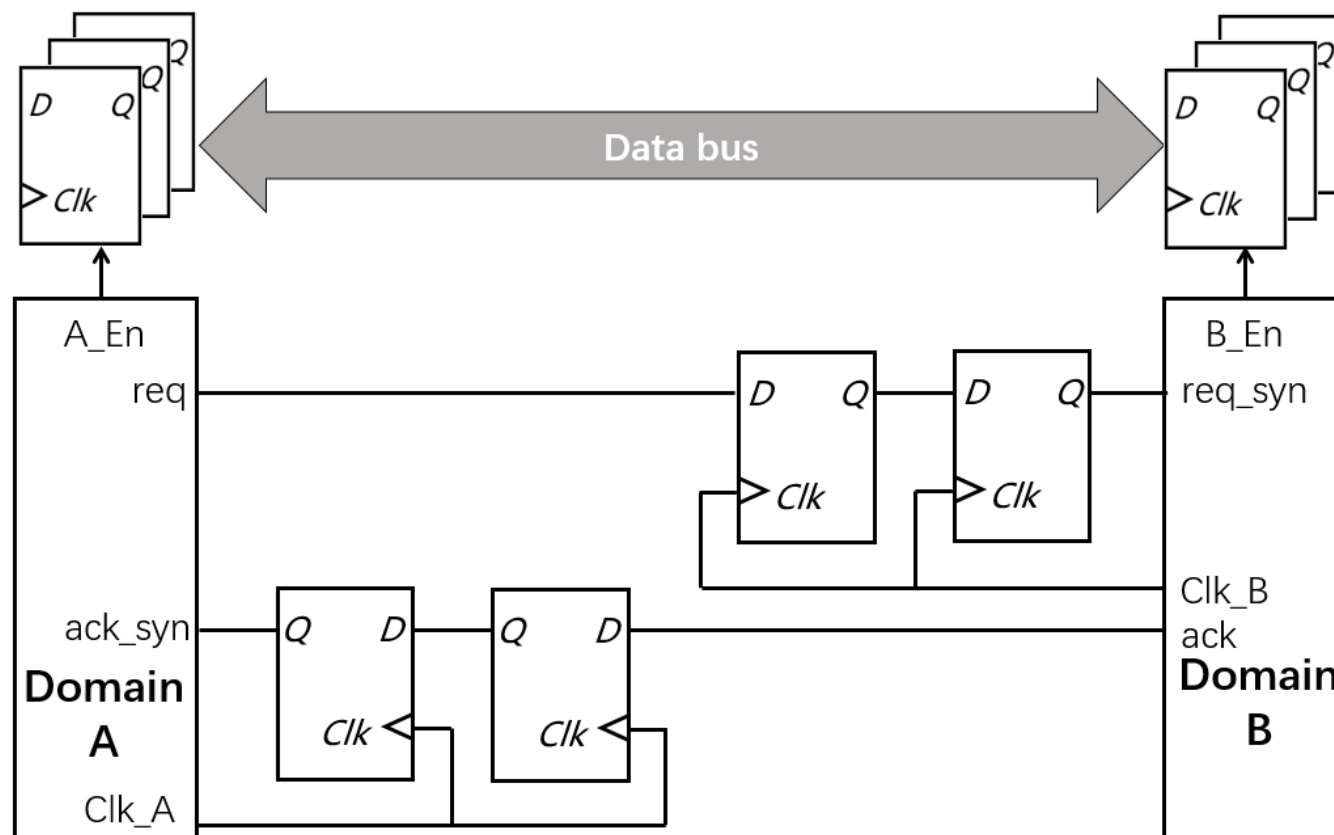 Q
Q
D Q
Clk
Data bus
Q
Q
D Q
Clk
A_En
req
D Q
Clk
D Q
Clk
B_En
req_syn
ack_syn
Q D
Clk
Q D
Clk
Clk_B
ack
Domain
A
Domain
B
Clk_A